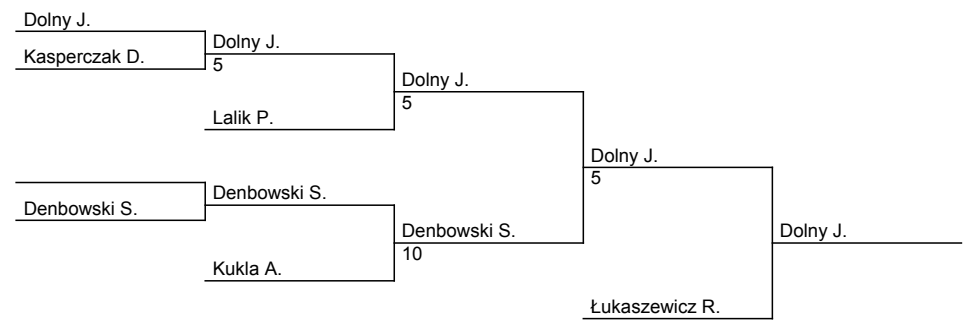 Dolny J.
Kasperczak D.
Dolny J.
5
Lalik P.
Dolny J.
5
Denbowski S.
Denbowski S.
Kukla A.
Denbowski S.
10
Dolny J.
5
Łukaszewicz R.
Dolny J.